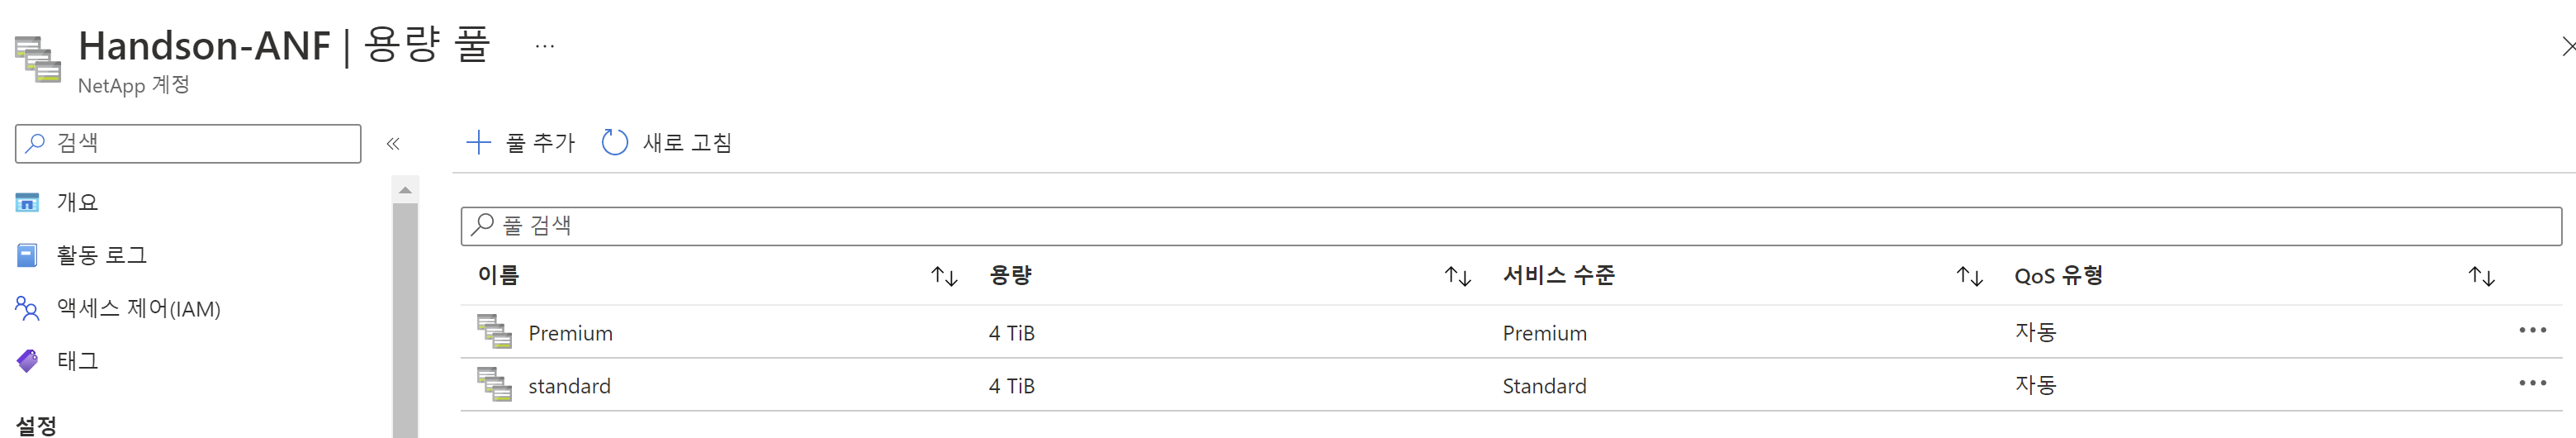 Handson-ANF | 용량 풀 ...
NetApp 계정
검색
«
풀 추가
새로 고침
개요
활동 로그
액세스 제어(IAM)
태그
설정
풀 검색
이름 용량 서비스 수준 QoS 유형
Premium 4 TiB Premium 자동 ...
standard 4 TiB Standard 자동 ...